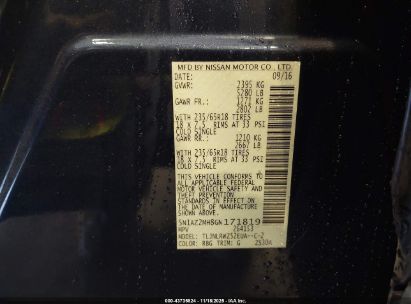 MFD BY NISSAN MOTOR CO., LTD.
DATE: 09/16
GVWR: 2395 KG
5280 LB
GAWR FR.: 1271 KG
2802 LB
WITH 235/65R18 TIRES
18 X 7.5 RIMS AT 33 PSI
COLD SINGLE
GAWR RR.: 1210 KG
2667 LB
WITH 235/65R18 TIRES
18 X 7.5 RIMS AT 33 PSI
COLD SINGLE
THIS VEHICLE CONFORMS TO
ALL APPLICABLE FEDERAL
MOTOR VEHICLE SAFETY
STANDARDS AND
THEFT PREVENTION
STANDARDS IN
EFFECT ON THE DATE OF
MANUFACTURE SHOWN
ABOVE.
5N1AZ2MH8GN171819
MPV
MODEL:
COLOR: RBG TRIM: G